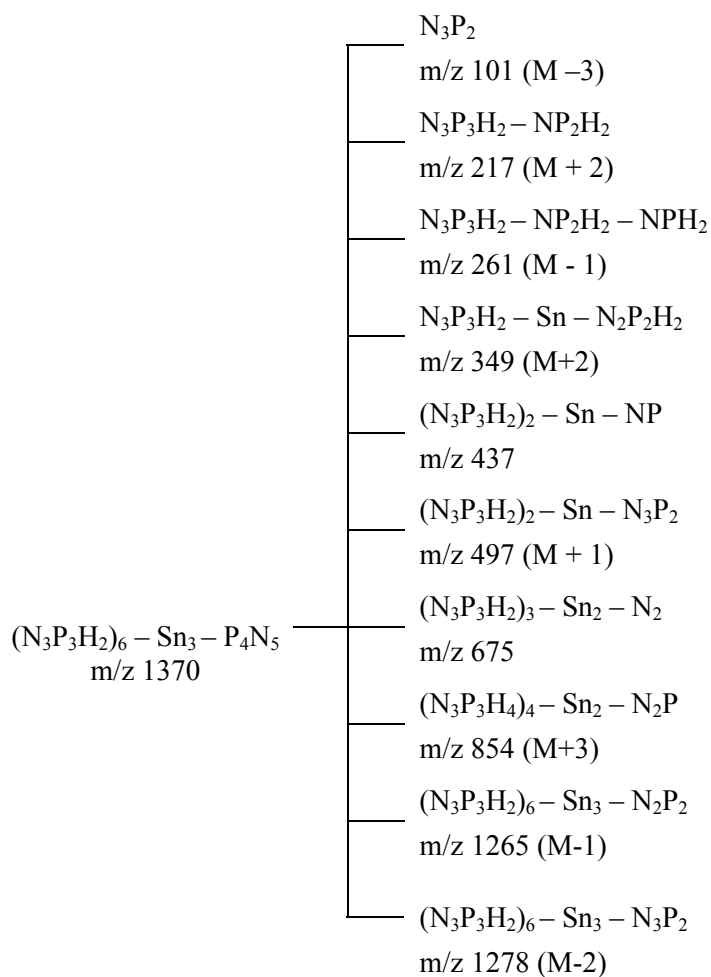 N₃P₂
m/z 101 (M –3)
N₃P₃H₂ – NP₂H₂
m/z 217 (M + 2)
N₃P₃H₂ – NP₂H₂ – NPH₂
m/z 261 (M - 1)
N₃P₃H₂ – Sn – N₂P₂H₂
m/z 349 (M+2)
(N₃P₃H₂)₂ – Sn – NP
m/z 437
(N₃P₃H₂)₂ – Sn – N₃P₂
m/z 497 (M + 1)
(N₃P₃H₂)₆ – Sn₃ – P₄N₅
m/z 1370
(N₃P₃H₂)₃ – Sn₂ – N₂
m/z 675
(N₃P₃H₄)₄ – Sn₂ – N₂P
m/z 854 (M+3)
(N₃P₃H₂)₆ – Sn₃ – N₂P₂
m/z 1265 (M-1)
(N₃P₃H₂)₆ – Sn₃ – N₃P₂
m/z 1278 (M-2)